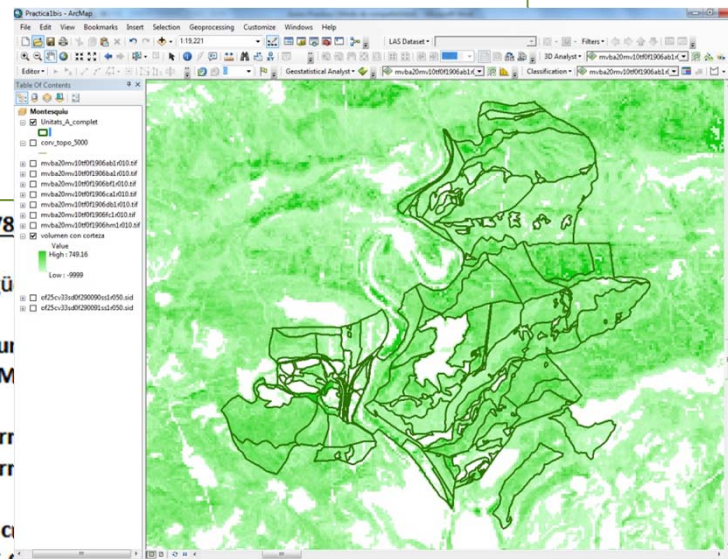 Practica1bis - ArcMap
File Edit View Bookmarks Insert Selection Geoprocessing Customize Windows Help
1:19.221
LAS Dataset
Filters
3D Analyst
Editor
Geostatistical Analyst
Classification
Table Of Contents
Montesquiu
Unitats_A_complet
corv_topo_5000
mvba20mv10tf0f1906ab1r010.tif
mvba20mv10tf0f1906ba1r010.tif
mvba20mv10tf0f1906bf1r010.tif
mvba20mv10tf0f1906ca1r010.tif
mvba20mv10tf0f1906db1r010.tif
mvba20mv10tf0f1906fc1r010.tif
mvba20mv10tf0f1906hm1r010.tif
volumen con corteza
Value
High : 749.16
Low : -9999
of25cv33sd0f290090ss1r050.sid
of25cv33sd0f290091ss1r050.sid